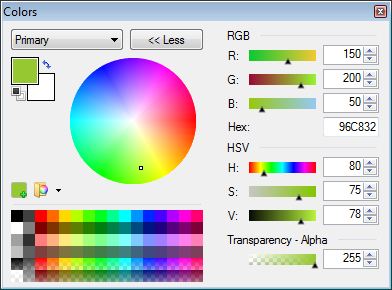 Colors
Primary
<< Less
RGB
R: 150
G: 200
B: 50
Hex: 96C832
HSV
H: 80
S: 75
V: 78
Transparency - Alpha
255